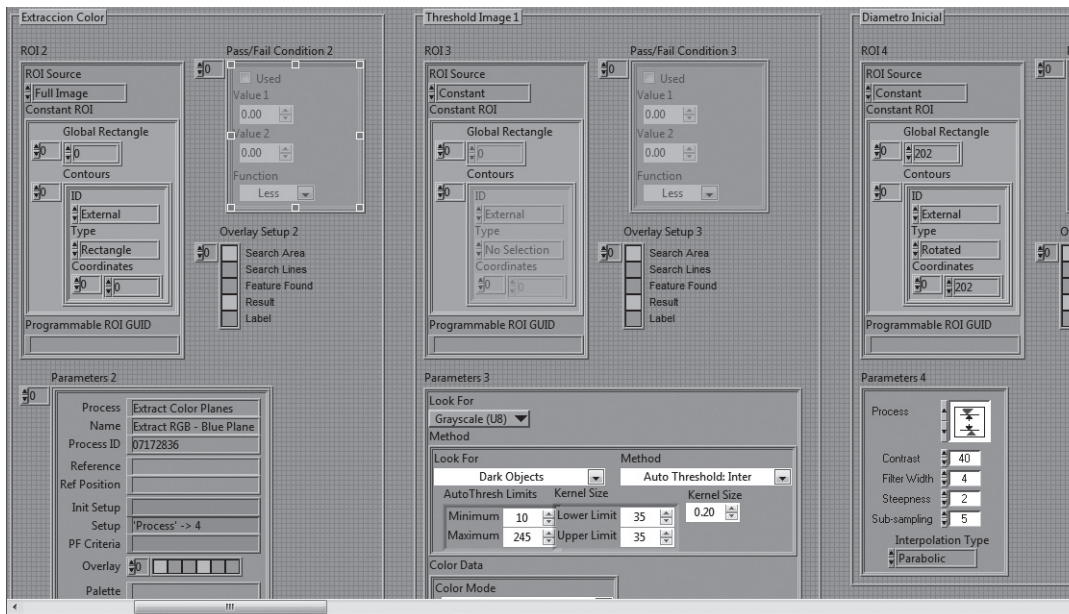 Extraccion Color
ROI 2
Pass/Fail Condition 2
ROI Source
Full Image
Constant ROI
Global Rectangle
0
0
Contours
0
ID
External
Type
Rectangle
Coordinates
0
0
Programmable ROI GUID
0
Used
Value 1
0.00
Value 2
0.00
Function
Less
Overlay Setup 2
0
Search Area
Search Lines
Feature Found
Result
Label
Parameters 2
0
Process Extract Color Planes
Name Extract RGB - Blue Plane
Process ID 07172836
Reference
Ref Position
Init Setup
Setup 'Process' -> 4
PF Criteria
Overlay 0
Palette
Threshold Image 1
ROI 3
Pass/Fail Condition 3
ROI Source
Constant
Constant ROI
Global Rectangle
0
0
Contours
0
ID
External
Type
No Selection
Coordinates
0
0
Programmable ROI GUID
0
Used
Value 1
0.00
Value 2
0.00
Function
Less
Overlay Setup 3
0
Search Area
Search Lines
Feature Found
Result
Label
Parameters 3
Look For
Grayscale (U8)
Method
Look For
Method
Dark Objects
Auto Threshold: Inter
AutoThresh Limits
Kernel Size
Kernel Size
Minimum 10
Lower Limit 35
0.20
Maximum 245
Upper Limit 35
Color Data
Color Mode
Diametro Inicial
ROI 4
ROI Source
Constant
Constant ROI
Global Rectangle
0
202
Contours
0
ID
External
Type
Rotated
Coordinates
0
202
Programmable ROI GUID
0
0
Parameters 4
Process
Contrast 40
Filter Width 4
Steepness 2
Sub-sampling 5
Interpolation Type
Parabolic